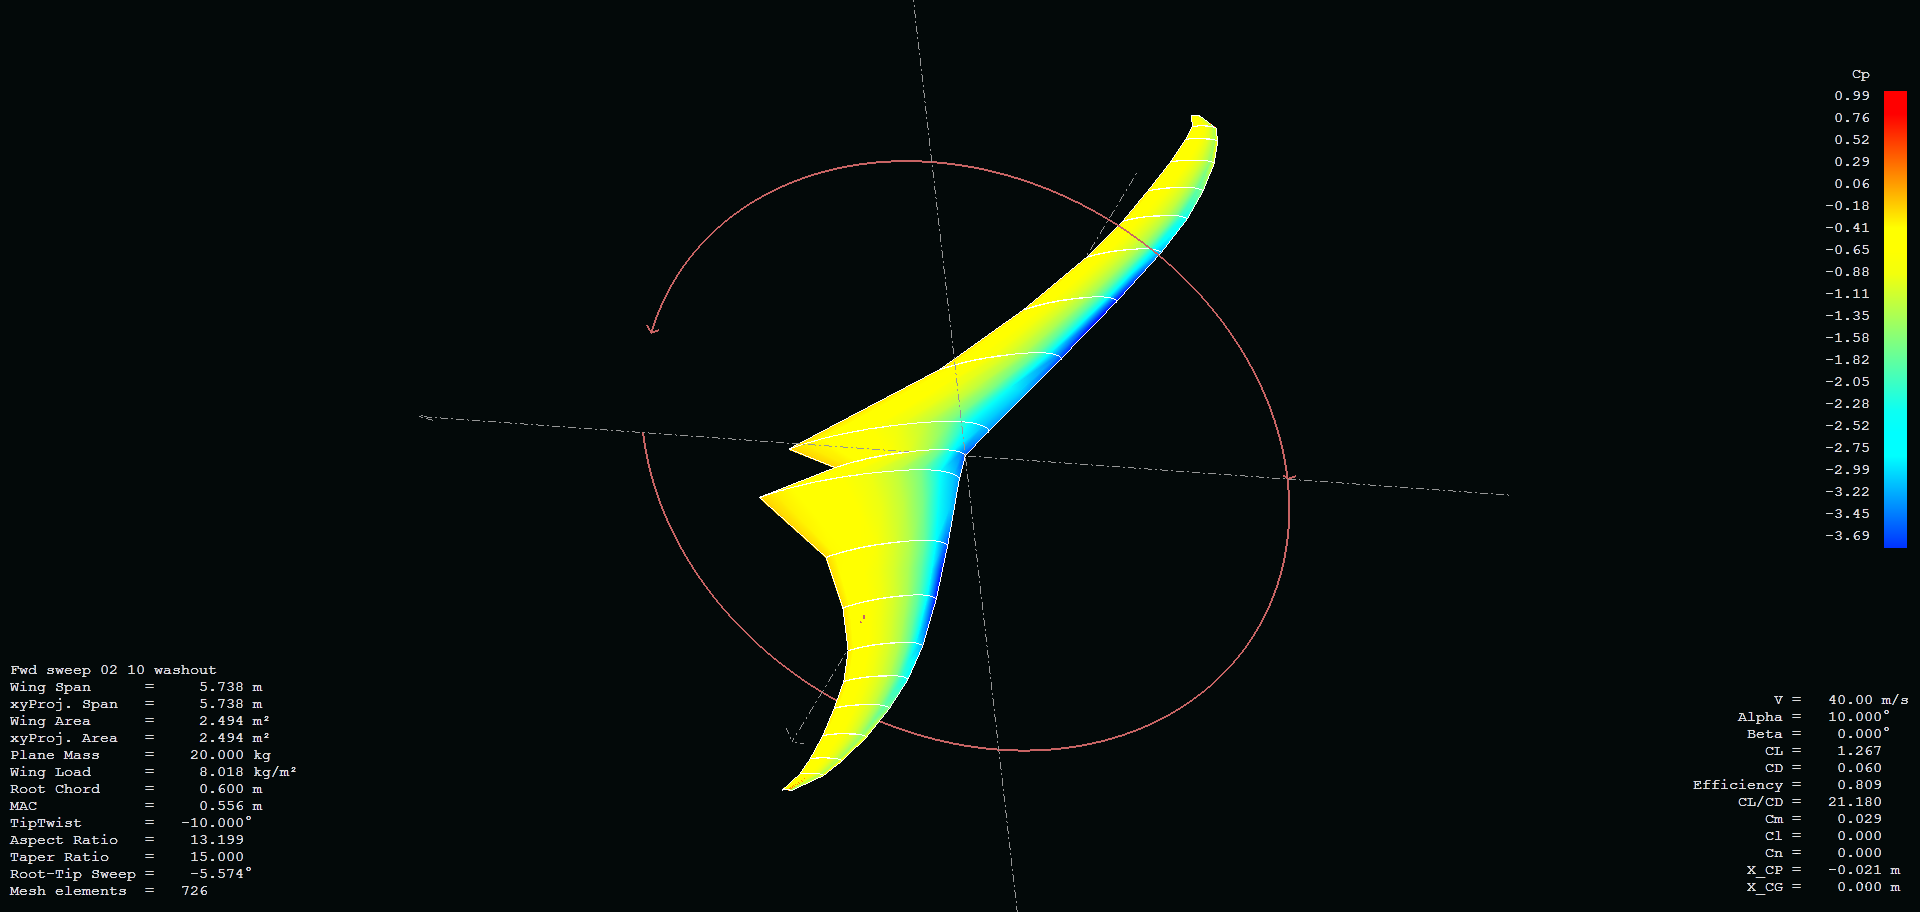 Cp
0.99
0.76
0.52
0.29
0.06
-0.18
-0.41
-0.65
-0.88
-1.11
-1.35
-1.58
-1.82
-2.05
-2.28
-2.52
-2.75
-2.99
-3.22
-3.45
-3.69
Fwd sweep 02 10 washout
Wing Span = 5.738 m
xyProj. Span = 5.738 m
Wing Area = 2.494 m²
xyProj. Area = 2.494 m²
Plane Mass = 20.000 kg
Wing Load = 8.018 kg/m²
Root Chord = 0.600 m
MAC = 0.556 m
TipTwist = -10.000°
Aspect Ratio = 13.199
Taper Ratio = 15.000
Root-Tip Sweep = -5.574°
Mesh elements = 726
V = 40.00 m/s
Alpha = 10.000°
Beta = 0.000°
CL = 1.267
CD = 0.060
Efficiency = 0.809
CL/CD = 21.180
Cm = 0.029
Cl = 0.000
Cn = 0.000
X_CP = -0.021 m
X_CG = 0.000 m